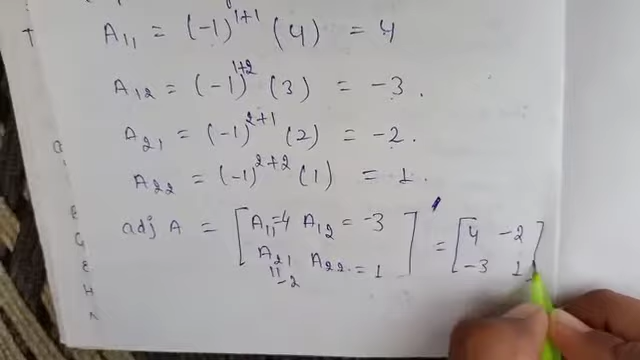 A₁₁ = (-1)¹⁺¹ (4) = 4
A₁₂ = (-1)¹⁺² (3) = -3.
A₂₁ = (-1)²⁺¹ (2) = -2.
A₂₂ = (-1)²⁺² (1) = 1.
adj A = [ A₁₁=4 A₁₂ = -3 ]' = [ 4 -2 ]
A₂₁ A₂₂ = 1 -3 1
॥ -2